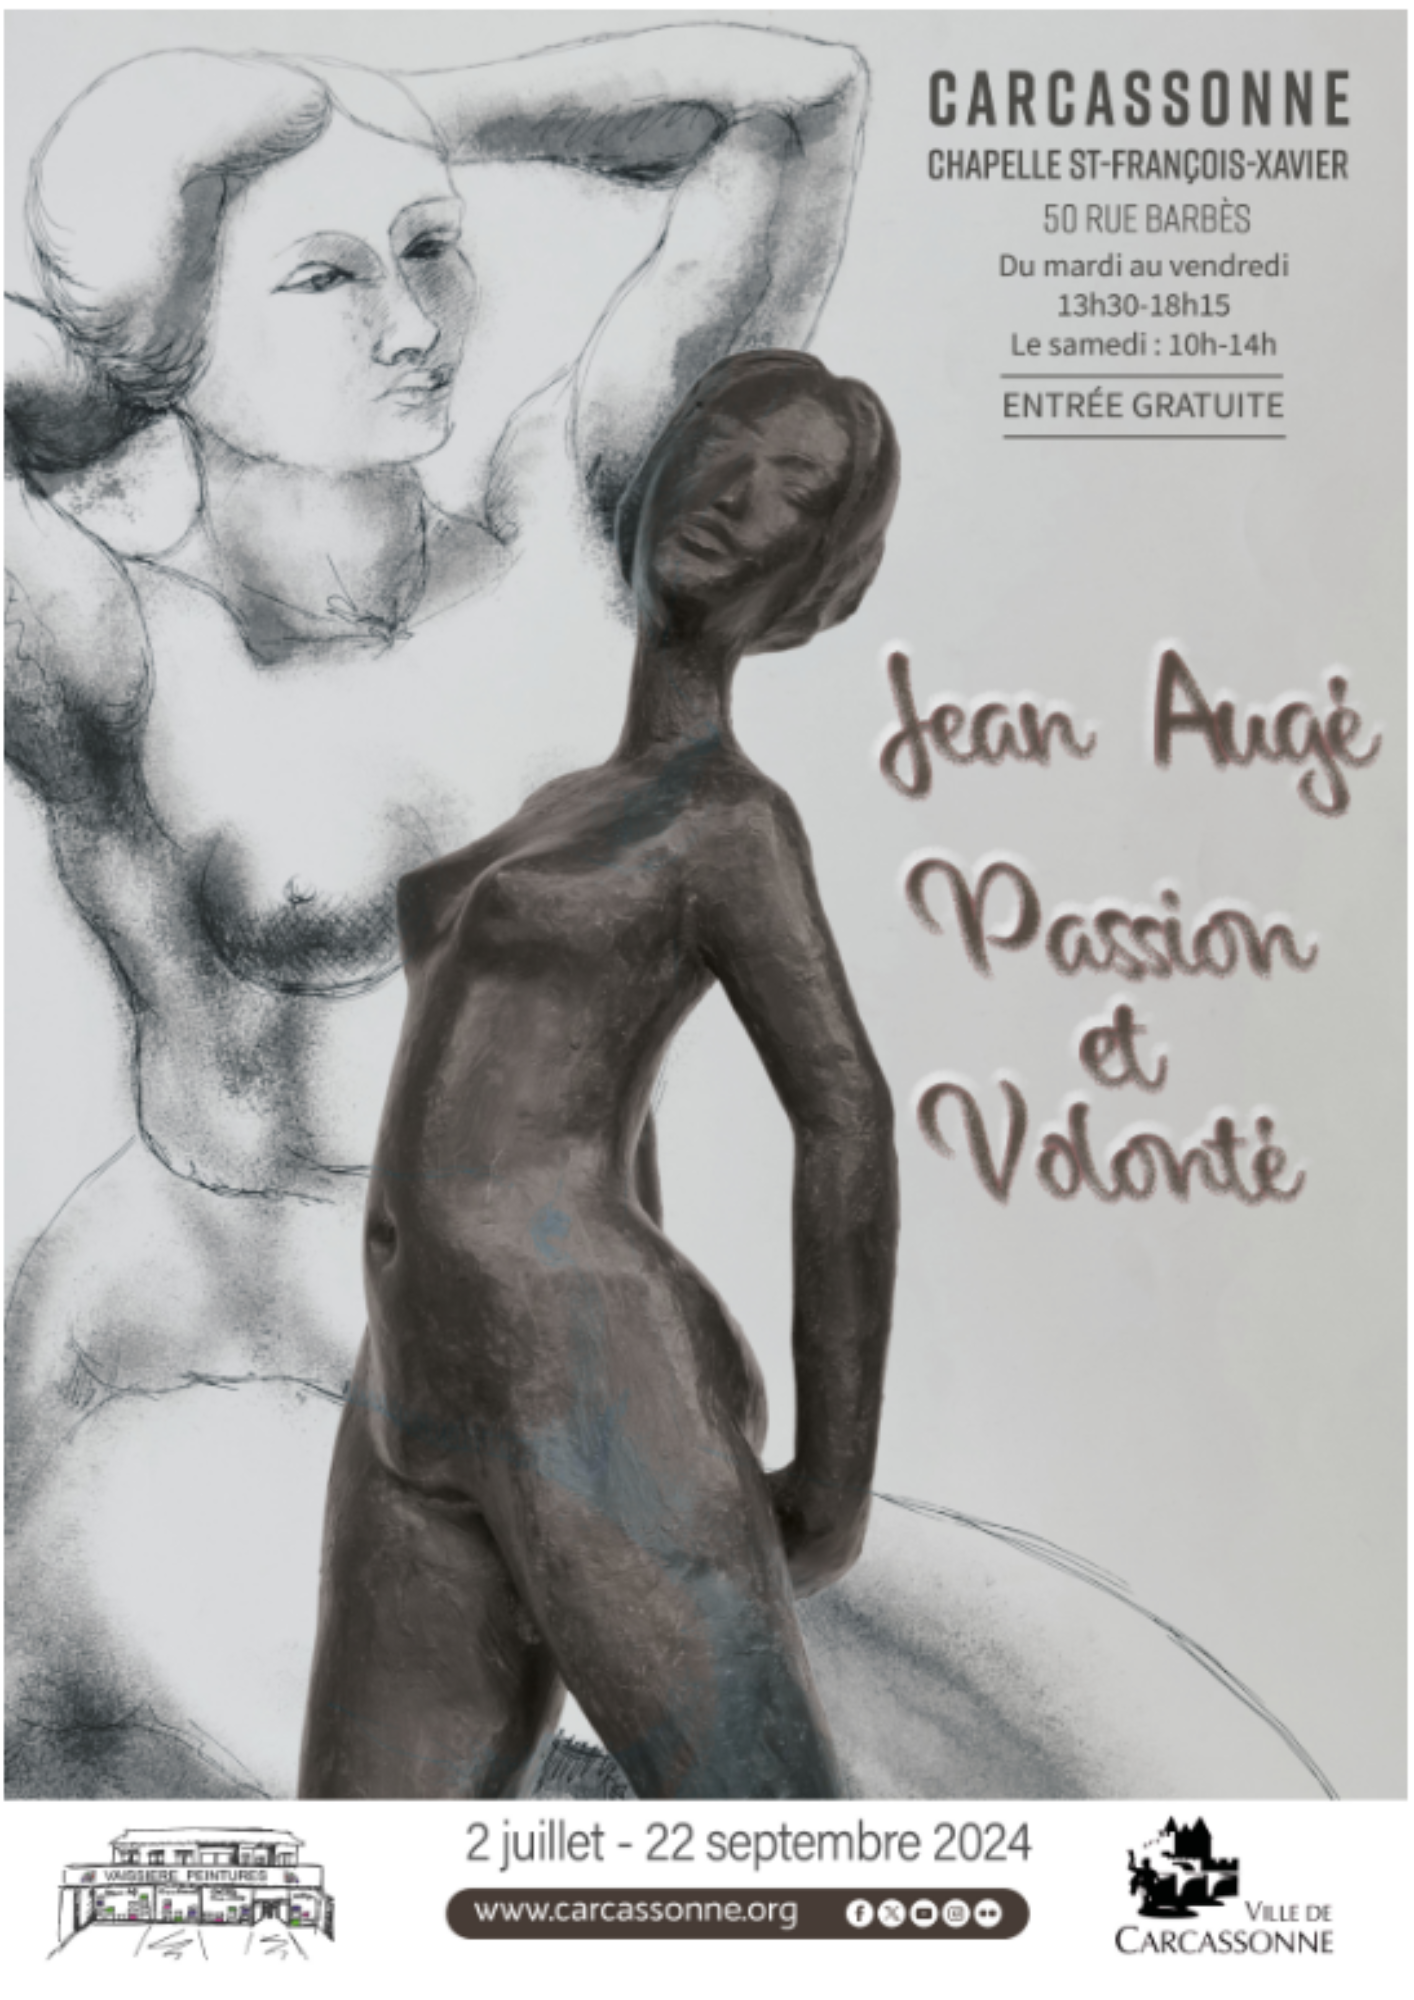 CARCASSONNE
CHAPELLE ST-FRANÇOIS-XAVIER
50 RUE BARBÈS
Du mardi au vendredi
13h30-18h15
Le samedi : 10h-14h
ENTRÉE GRATUITE
Jean Augé
Passion
et
Volonté
VAISSIERE PEINTURES
2 juillet - 22 septembre 2024
www.carcassonne.org
VILLE DE
CARCASSONNE